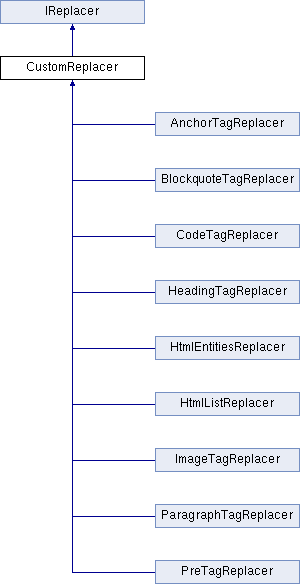 IReplacer
CustomReplacer
AnchorTagReplacer
BlockquoteTagReplacer
CodeTagReplacer
HeadingTagReplacer
HtmlEntitiesReplacer
HtmlListReplacer
ImageTagReplacer
ParagraphTagReplacer
PreTagReplacer